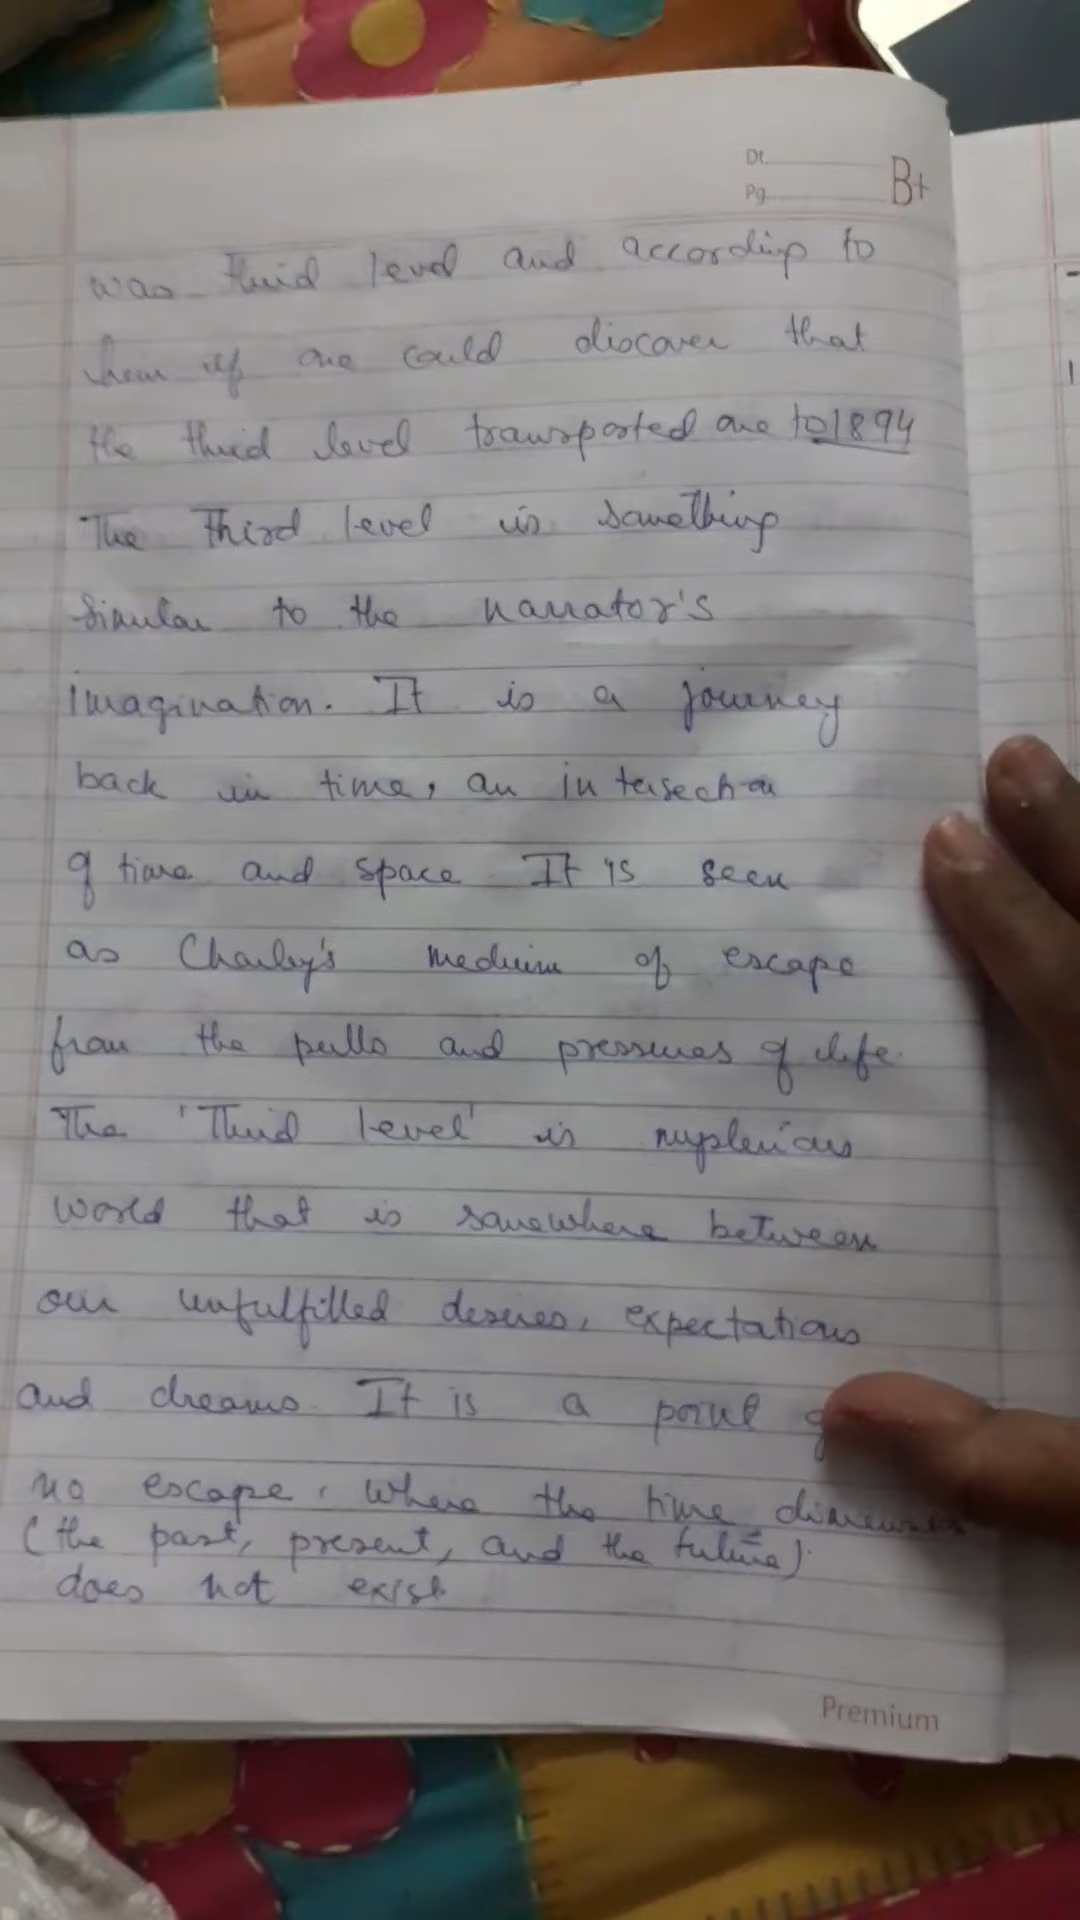 Dt.
Pg.
B+
was third level and according to
him if one could discover that
the third level transported one to 1894
The Third level is something
similar to the narrator's
imagination. It is a journey
back in time, an intersection
of time and space It is seen
as Charley's medium of escape
from the pulls and pressures of life.
The 'Third level' is mysterious
world that is somewhere between
our unfulfilled desires, expectations
and dreams. It is a point of
no escape, where the time dimension
(the past, present, and the future).
does not exist
Premium